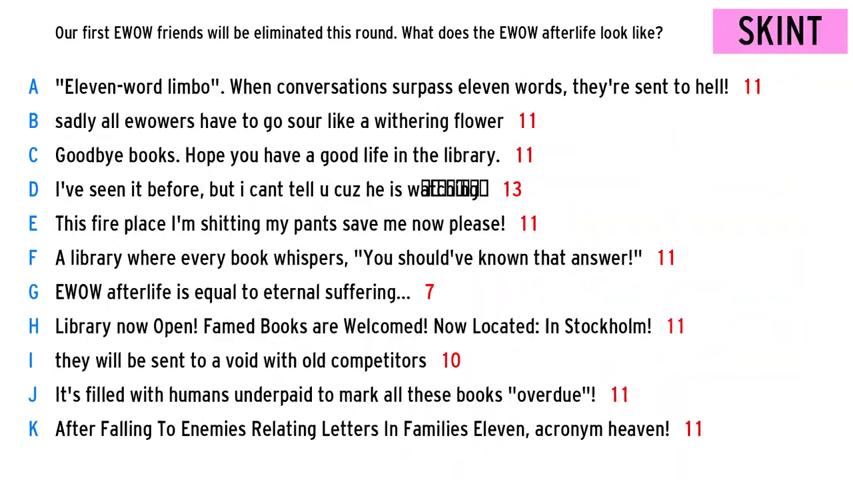 Our first EWOW friends will be eliminated this round. What does the EWOW afterlife look like?
SKINT
A "Eleven-word limbo". When conversations surpass eleven words, they're sent to hell! 11
B sadly all ewowers have to go sour like a withering flower 11
C Goodbye books. Hope you have a good life in the library. 11
D I've seen it before, but i cant tell u cuz he is 13
E This fire place I'm shitting my pants save me now please! 11
F A library where every book whispers, "You should've known that answer!" 11
G EWOW afterlife is equal to eternal suffering... 7
H Library now Open! Famed Books are Welcomed! Now Located: In Stockholm! 11
I they will be sent to a void with old competitors 10
J It's filled with humans underpaid to mark all these books "overdue"! 11
K After Falling To Enemies Relating Letters In Families Eleven, acronym heaven! 11